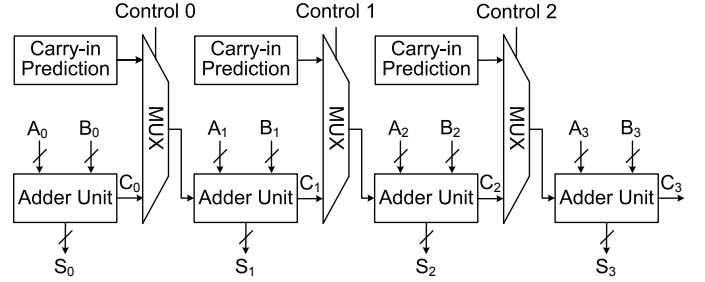 Control 0 Control 1 Control 2
Carry-in Prediction Carry-in Prediction Carry-in Prediction
MUX MUX MUX
A₀ B₀ A₁ B₁ A₂ B₂ A₃ B₃
Adder Unit C₀ Adder Unit C₁ Adder Unit C₂ Adder Unit C₃
S₀ S₁ S₂ S₃